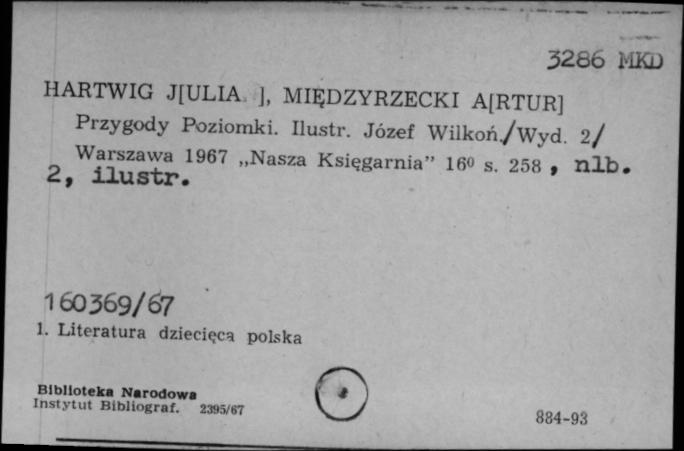 3286 MKD
HARTWIG J[ULIA ], MIĘDZYRZECKI A[RTUR]
Przygody Poziomki. Ilustr. Józef Wilkoń./Wyd. 2/
Warszawa 1967 „Nasza Księgarnia” 16⁰ s. 258 , nlb.
2, ilustr.
160369/67
1. Literatura dziecięca polska
Biblioteka Narodowa
Instytut Bibliograf. 2395/67
884-93